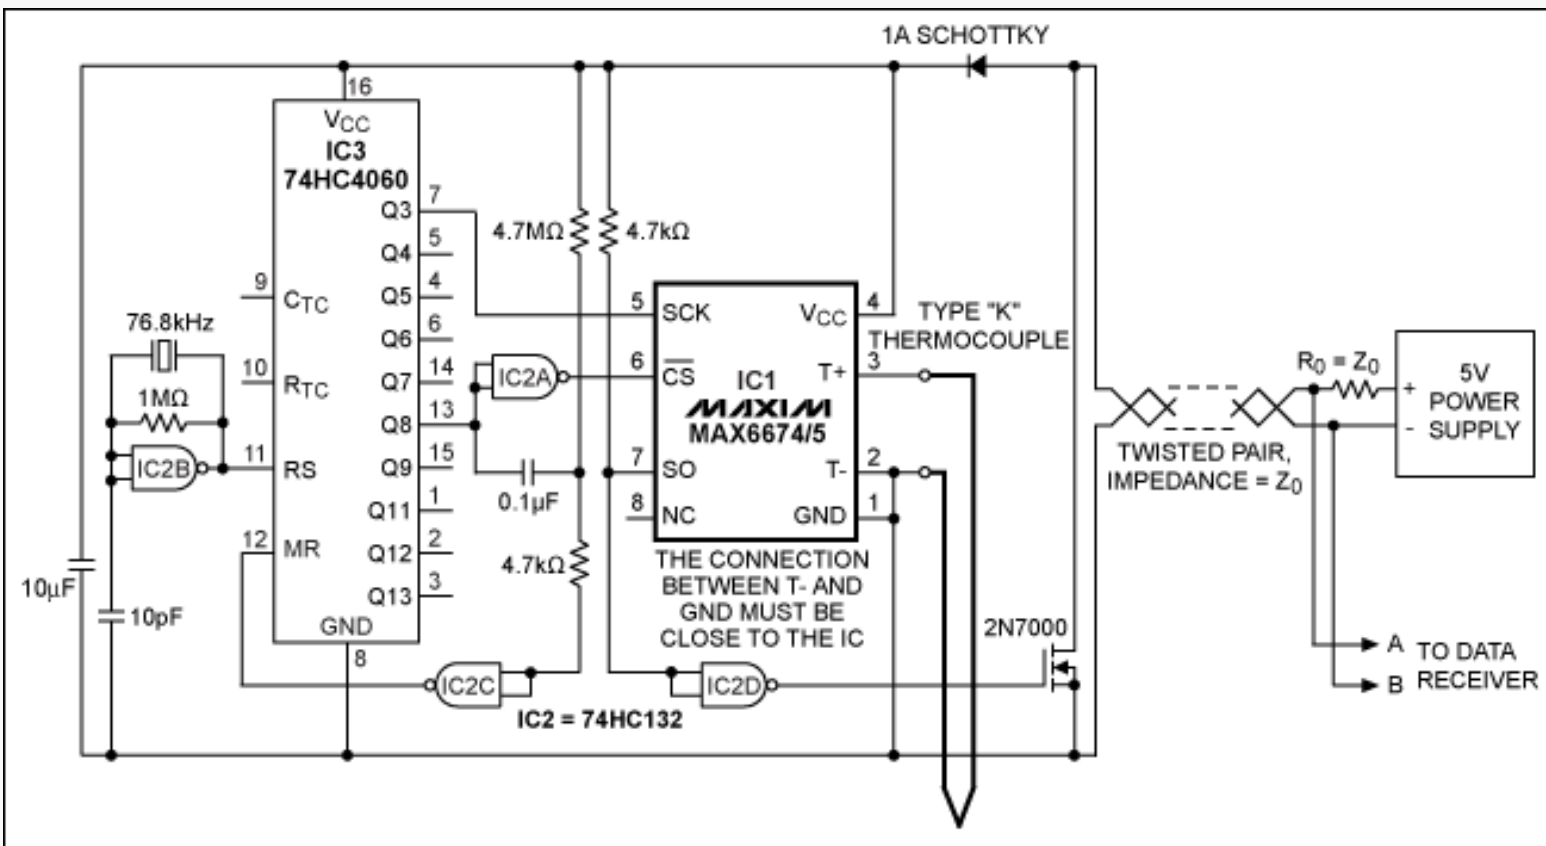 1A SCHOTTKY
16
VCC
IC3
74HC4060
7
Q3
5
Q4
4
Q5
6
Q6
14
Q7
13
Q8
15
Q9
1
Q11
2
Q12
3
Q13
9
CTC
10
RTC
11
RS
12
MR
GND
8
76.8kHz
1MΩ
IC2B
10µF
10pF
4.7MΩ
4.7kΩ
IC2A
0.1µF
4.7kΩ
IC2C
IC2D
IC2 = 74HC132
5
SCK
6
CS
7
SO
8
NC
VCC
4
T+
3
T-
2
GND
1
IC1
MAXIM
MAX6674/5
TYPE "K"
THERMOCOUPLE
THE CONNECTION
BETWEEN T- AND
GND MUST BE
CLOSE TO THE IC
2N7000
TWISTED PAIR,
IMPEDANCE = Z0
R0 = Z0
+
-
5V
POWER
SUPPLY
A
B
TO DATA
RECEIVER